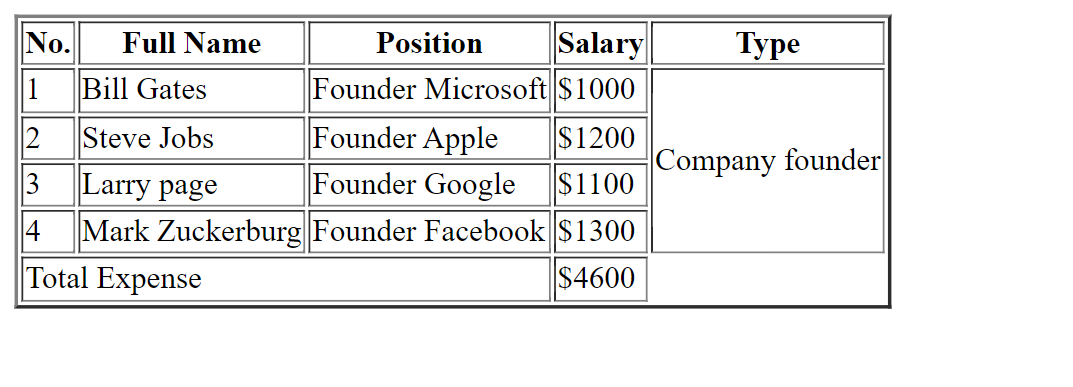 No. Full Name Position Salary Type
1 Bill Gates Founder Microsoft $1000
2 Steve Jobs Founder Apple $1200
Company founder
3 Larry page Founder Google $1100
4 Mark Zuckerburg Founder Facebook $1300
Total Expense $4600